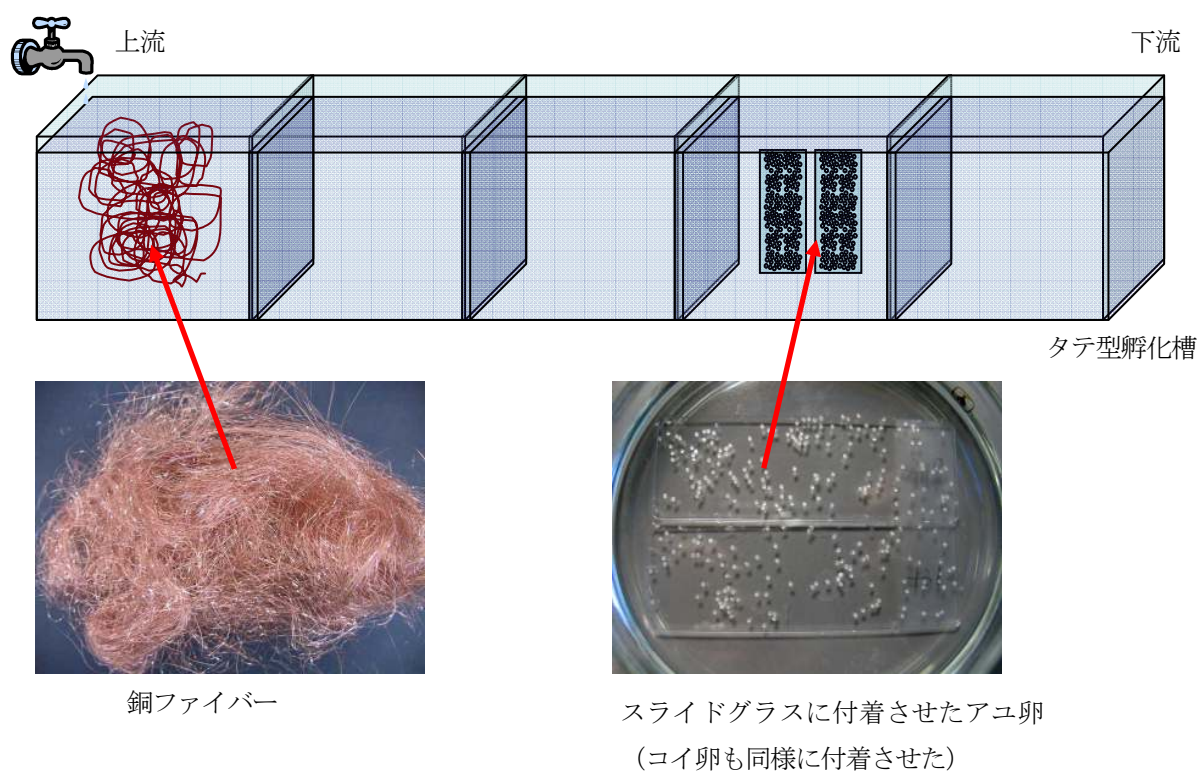 上流
下流
タテ型孵化槽
銅ファイバー
スライドグラスに付着させたアユ卵
（コイ卵も同様に付着させた）